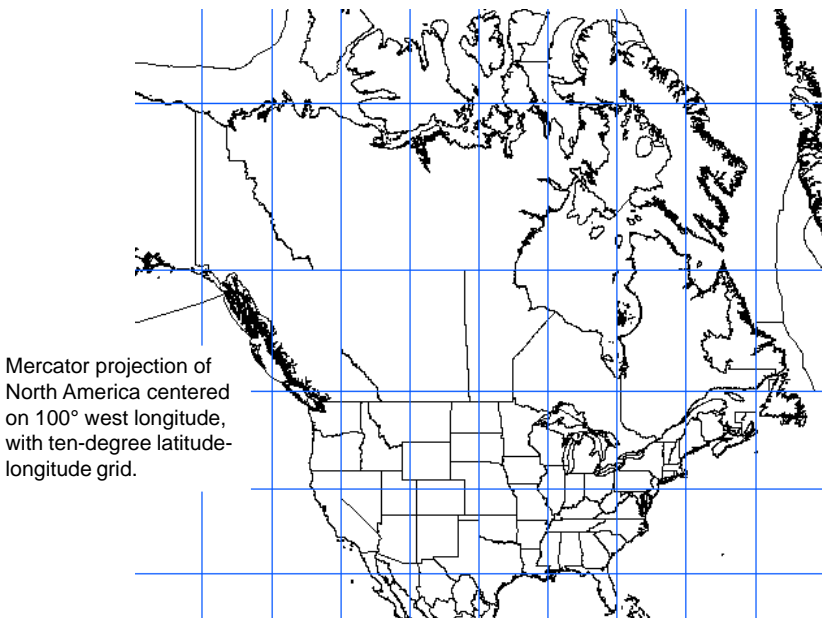 Mercator projection of
North America centered
on 100° west longitude,
with ten-degree latitude-
longitude grid.